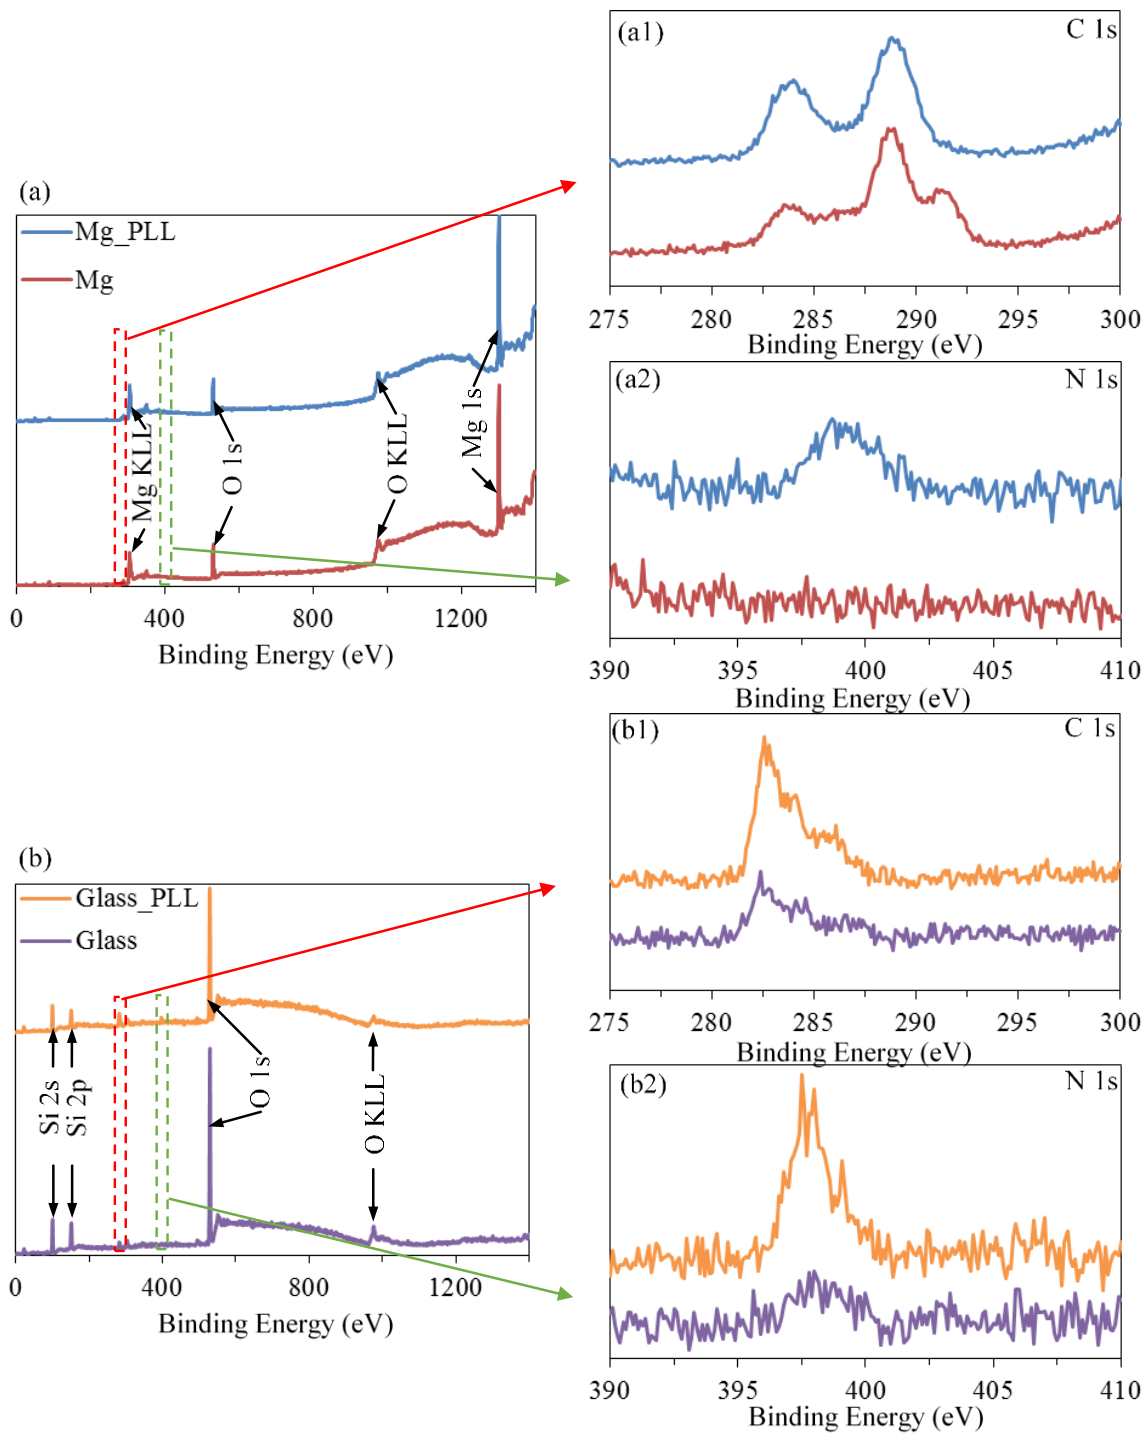 (a)
Mg_PLL
Mg
Mg KLL
O 1s
O KLL
Mg 1s
0 400 800 1200
Binding Energy (eV)
(a1) C 1s
275 280 285 290 295 300
Binding Energy (eV)
(a2) N 1s
390 395 400 405 410
Binding Energy (eV)
(b)
Glass_PLL
Glass
Si 2s
Si 2p
O 1s
O KLL
0 400 800 1200
Binding Energy (eV)
(b1) C 1s
275 280 285 290 295 300
Binding Energy (eV)
(b2) N 1s
390 395 400 405 410
Binding Energy (eV)